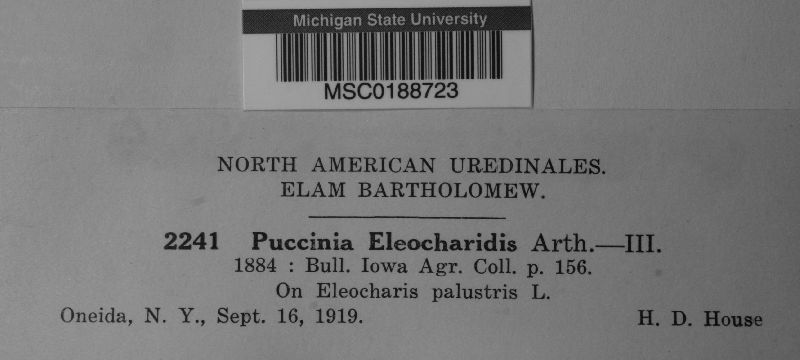 Michigan State University
MSC0188723
NORTH AMERICAN UREDINALES.
ELAM BARTHOLOMEW.
2241 Puccinia Eleocharidis Arth.—III.
1884 : Bull. Iowa Agr. Coll. p. 156.
On Eleocharis palustris L.
Oneida, N. Y., Sept. 16, 1919. H. D. House